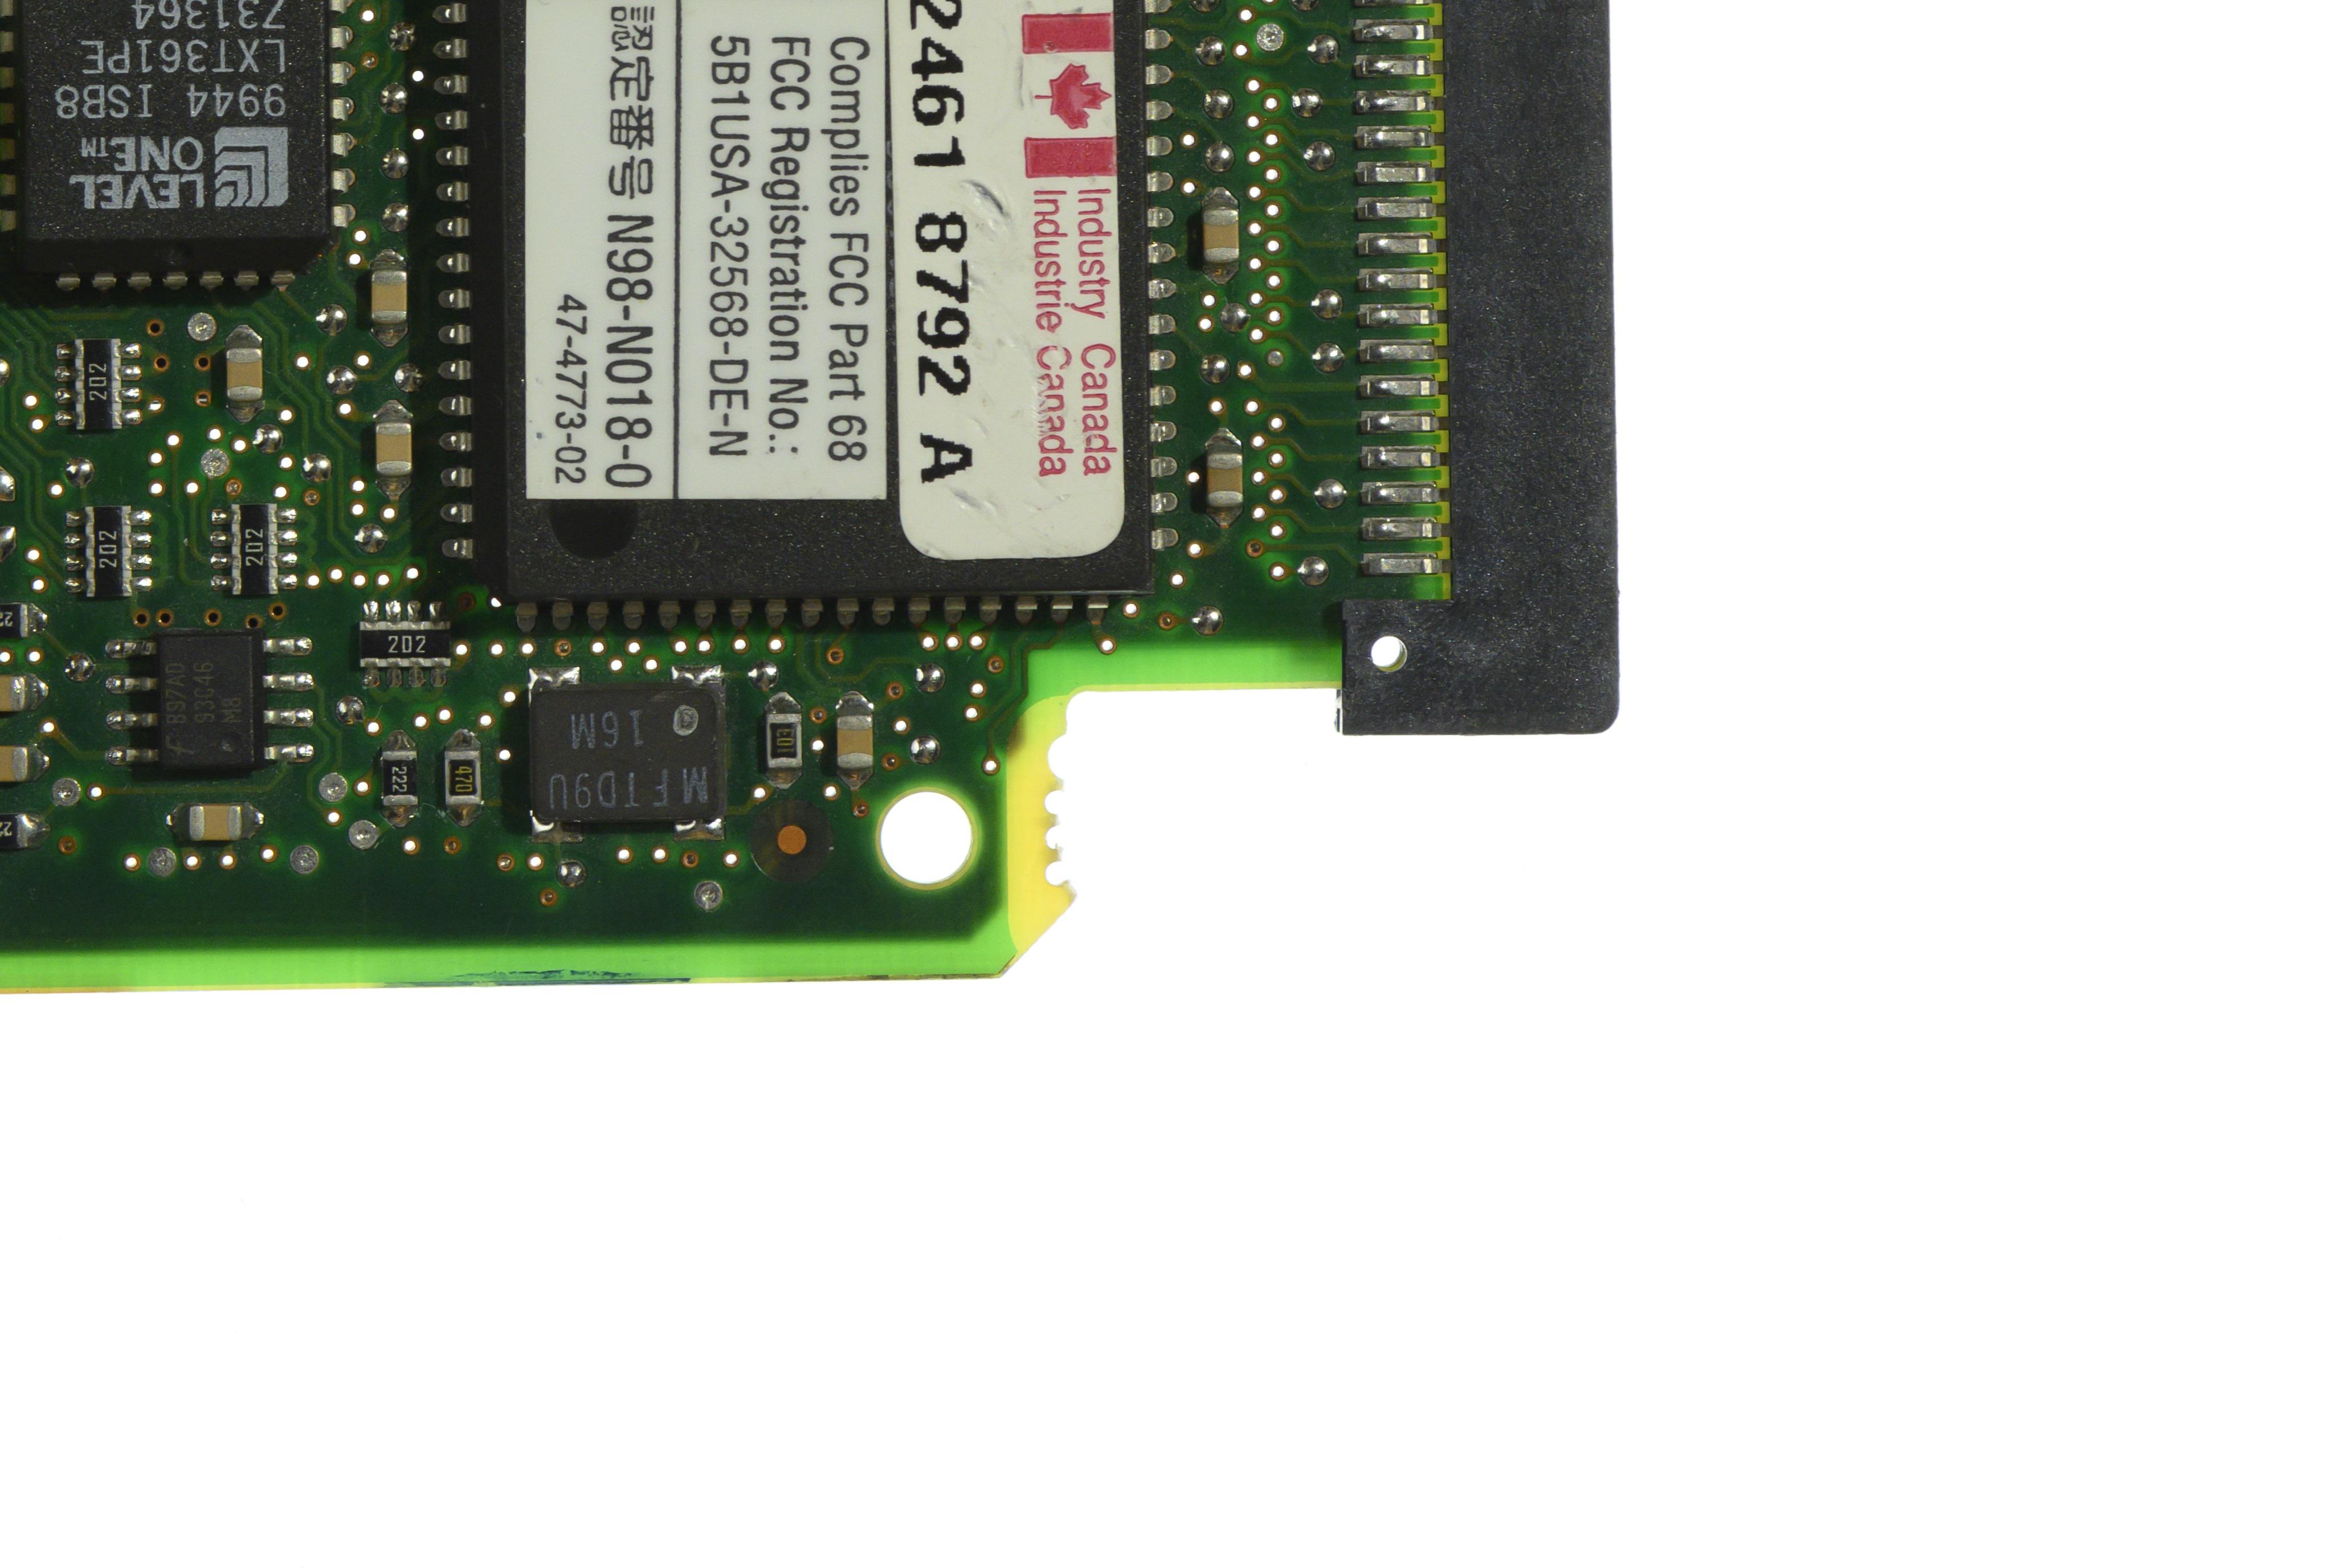 LEVEL
ONE™
9944 ISB8
LXT361PE
731364
認定番号 N98-N018-0
47-4773-02
Complies FCC Part 68
FCC Registration No.:
5B1USA-32568-DE-N
2461 8792 A
Industry Canada
Industrie Canada
202
202
202
202
B97AD
93C46
M8
222
470
MFTD9U
16M